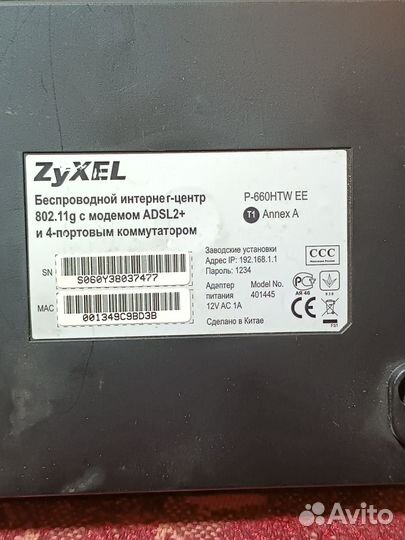 ZyXEL
Беспроводной интернет-центр
802.11g с модемом ADSL2+
и 4-портовым коммутатором
P-660HTW EE
T1 Annex A
Заводские установки
Адрес IP: 192.168.1.1
Пароль: 1234
CCC
SN
S060Y38037477
MAC
001349C9BD3B
Адаптер питания
12V AC 1A
Model No.
401445
Сделано в Китае
АЯ 46
Avito